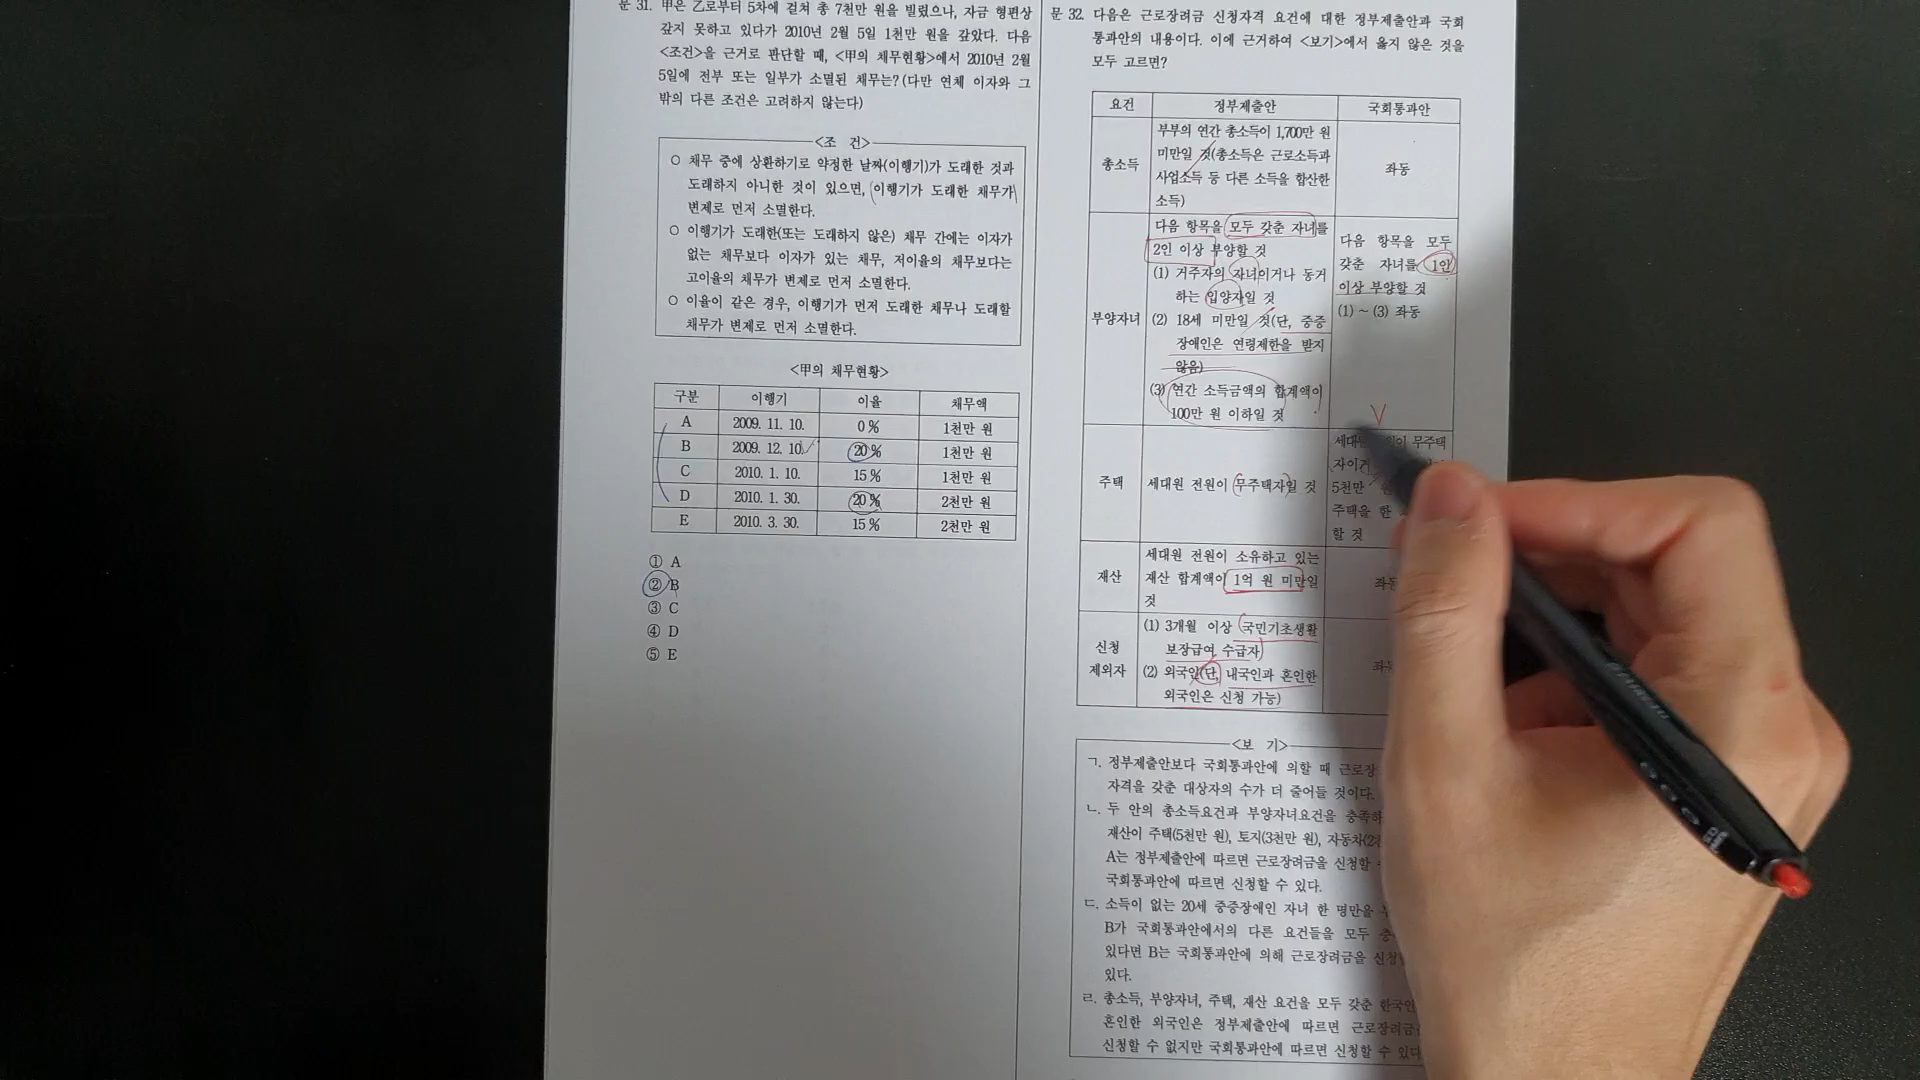 문 31. 甲은 乙로부터 5차에 걸쳐 총 7천만 원을 빌렸으나, 자금 형편상
갚지 못하고 있다가 2010년 2월 5일 1천만 원을 갚았다. 다음
<조건>을 근거로 판단할 때, <甲의 채무현황>에서 2010년 2월
5일에 전부 또는 일부가 소멸된 채무는?(다만 연체 이자와 그
밖의 다른 조건은 고려하지 않는다)
<조 건>
○ 채무 중에 상환하기로 약정한 날짜(이행기)가 도래한 것과
도래하지 아니한 것이 있으면, 이행기가 도래한 채무가
변제로 먼저 소멸한다.
○ 이행기가 도래한(또는 도래하지 않은) 채무 간에는 이자가
없는 채무보다 이자가 있는 채무, 저이율의 채무보다는
고이율의 채무가 변제로 먼저 소멸한다.
○ 이율이 같은 경우, 이행기가 먼저 도래한 채무나 도래할
채무가 변제로 먼저 소멸한다.
<甲의 채무현황>
구분 이행기 이율 채무액
A 2009. 11. 10. 0% 1천만 원
B 2009. 12. 10. 20% 1천만 원
C 2010. 1. 10. 15% 1천만 원
D 2010. 1. 30. 20% 2천만 원
E 2010. 3. 30. 15% 2천만 원
① A
② B
③ C
④ D
⑤ E
문 32. 다음은 근로장려금 신청자격 요건에 대한 정부제출안과 국회
통과안의 내용이다. 이에 근거하여 <보기>에서 옳지 않은 것을
모두 고르면?
요건 정부제출안 국회통과안
총소득
부부의 연간 총소득이 1,700만 원
미만일 것(총소득은 근로소득과
사업소득 등 다른 소득을 합산한
소득)
좌동
부양자녀
다음 항목을 모두 갖춘 자녀를
2인 이상 부양할 것
(1) 거주자의 자녀이거나 동거
하는 입양자일 것
(2) 18세 미만일 것(단, 중증
장애인은 연령제한을 받지
않음)
(3) 연간 소득금액의 합계액이
100만 원 이하일 것
다음 항목을 모두
갖춘 자녀를 1인
이상 부양할 것
(1) ~ (3) 좌동
V
주택
세대원 전원이 무주택자일 것
무주택
5천만
주택을 한
할 것
재산
세대원 전원이 소유하고 있는
재산 합계액이 1억 원 미만일
것
신청
제외자
(1) 3개월 이상 국민기초생활
보장급여 수급자
(2) 외국인(단, 내국인과 혼인한
외국인은 신청 가능)
<보 기>
ㄱ. 정부제출안보다 국회통과안에 의할 때
자격을 갖춘 대상자의 수가 더 줄어들 것이다.
ㄴ. 두 안의 총소득요건과 부양자녀요건을
재산이 주택(5천만 원), 토지(3천만 원),
A는 정부제출안에 따르면 근로장려금을 신청할
국회통과안에 따르면 신청할 수 있다.
ㄷ. 소득이 없는 20세 중증장애인 자녀 한 명만을
B가 국회통과안에서의 다른 요건들을 모두
있다면 B는 국회통과안에 의해 근로장려금을
있다.
ㄹ. 총소득, 부양자녀, 주택, 재산 요건을 모두 갖춘
혼인한 외국인은 정부제출안에 따르면
신청할 수 없지만 국회통과안에 따르면 신청할 수